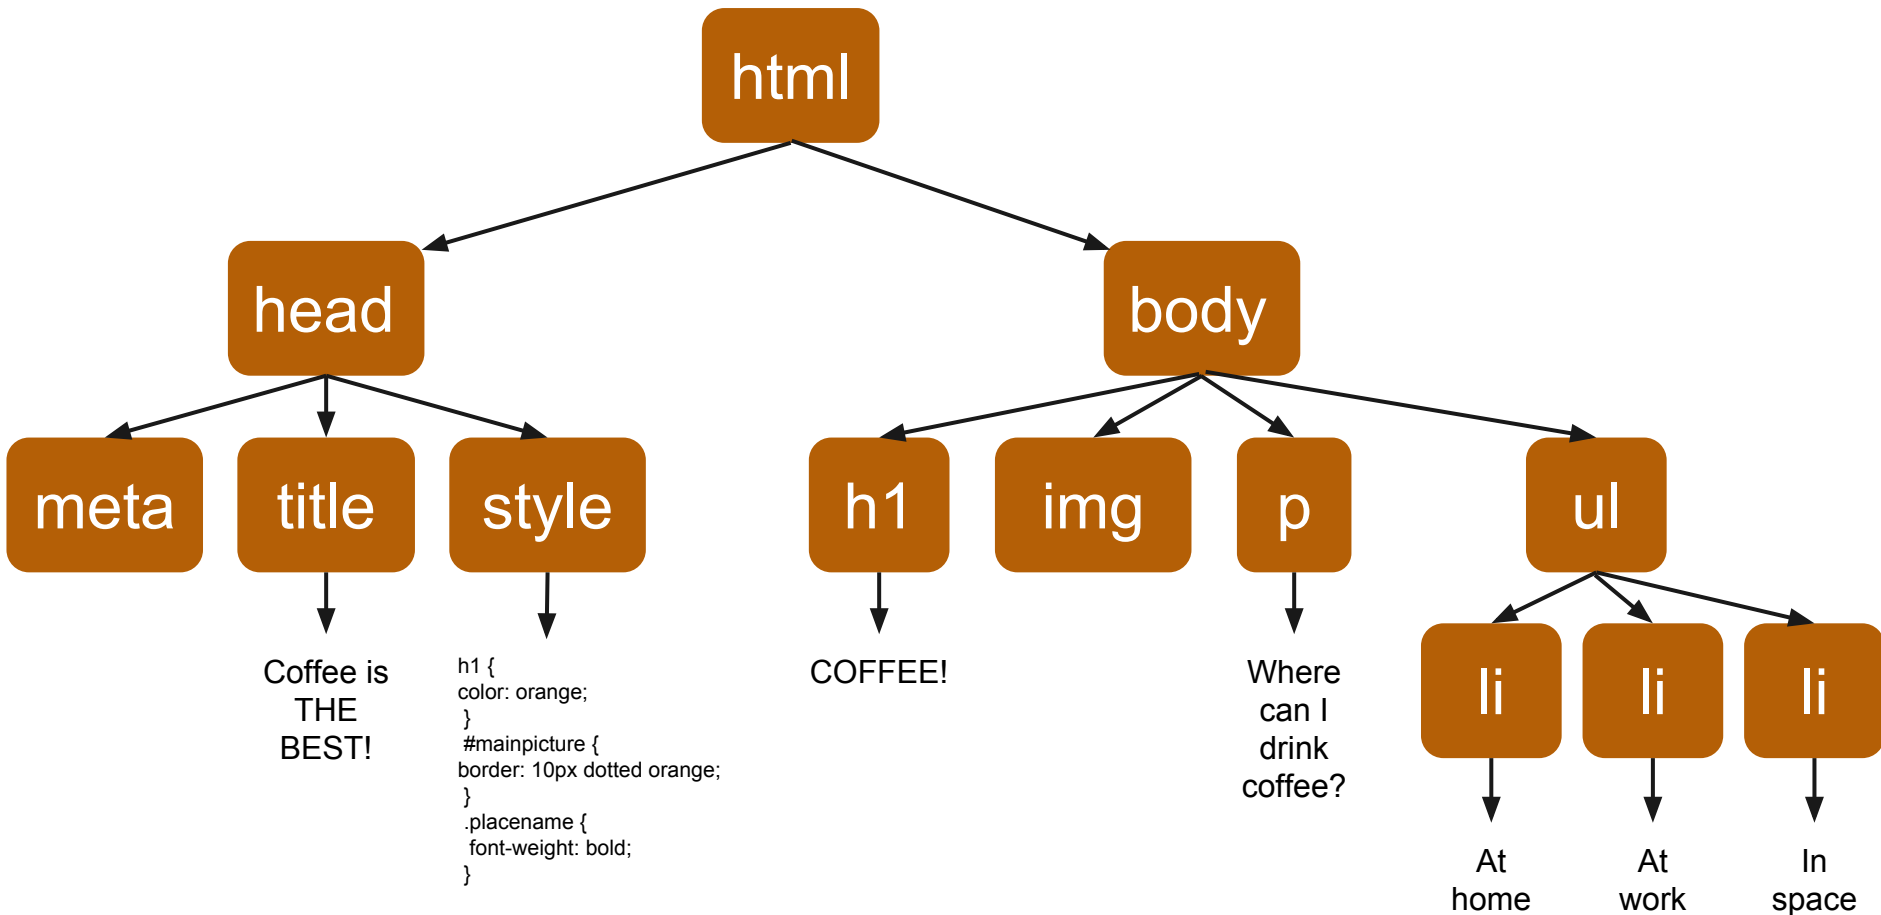 html
head
body
meta
title
style
h1
img
p
ul
Coffee is
THE
BEST!
h1 {
color: orange;
}
#mainpicture {
border: 10px dotted orange;
}
.placename {
font-weight: bold;
}
COFFEE!
Where
can I
drink
coffee?
li
li
li
At
home
At
work
In
space